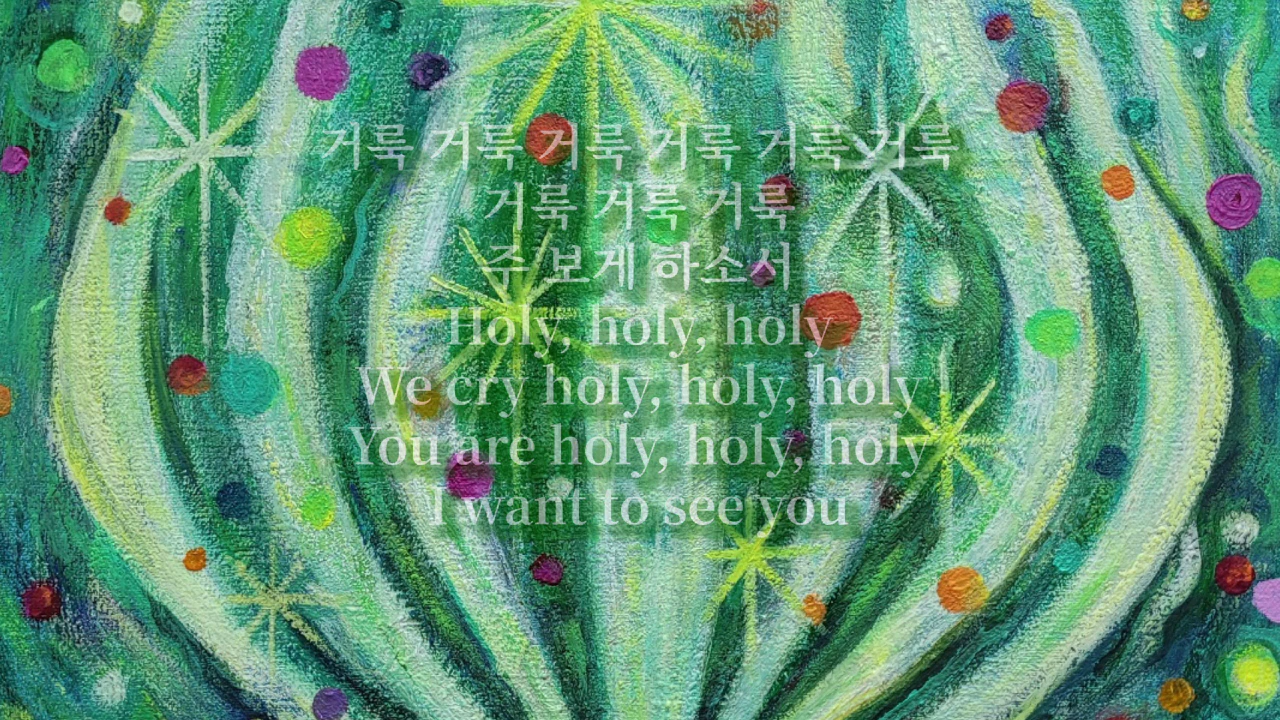 거룩 거룩 거룩 거룩 거룩 거룩
거룩 거룩 거룩
주 보게 하소서
Holy, holy, holy
We cry holy, holy, holy
You are holy, holy, holy
I want to see you